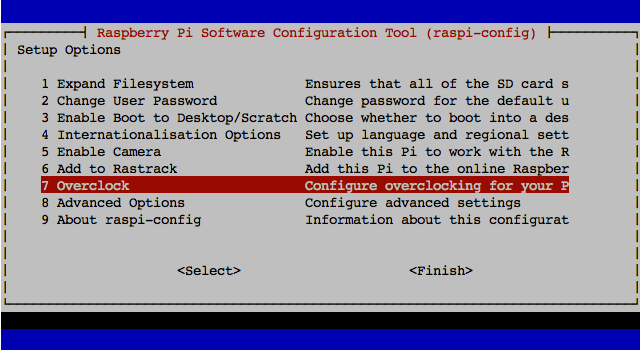 Raspberry Pi Software Configuration Tool (raspi-config)
Setup Options
1 Expand Filesystem Ensures that all of the SD card s
2 Change User Password Change password for the default u
3 Enable Boot to Desktop/Scratch Choose whether to boot into a des
4 Internationalisation Options Set up language and regional sett
5 Enable Camera Enable this Pi to work with the R
6 Add to Rastrack Add this Pi to the online Raspber
7 Overclock Configure overclocking for your P
8 Advanced Options Configure advanced settings
9 About raspi-config Information about this configurat
<Select> <Finish>